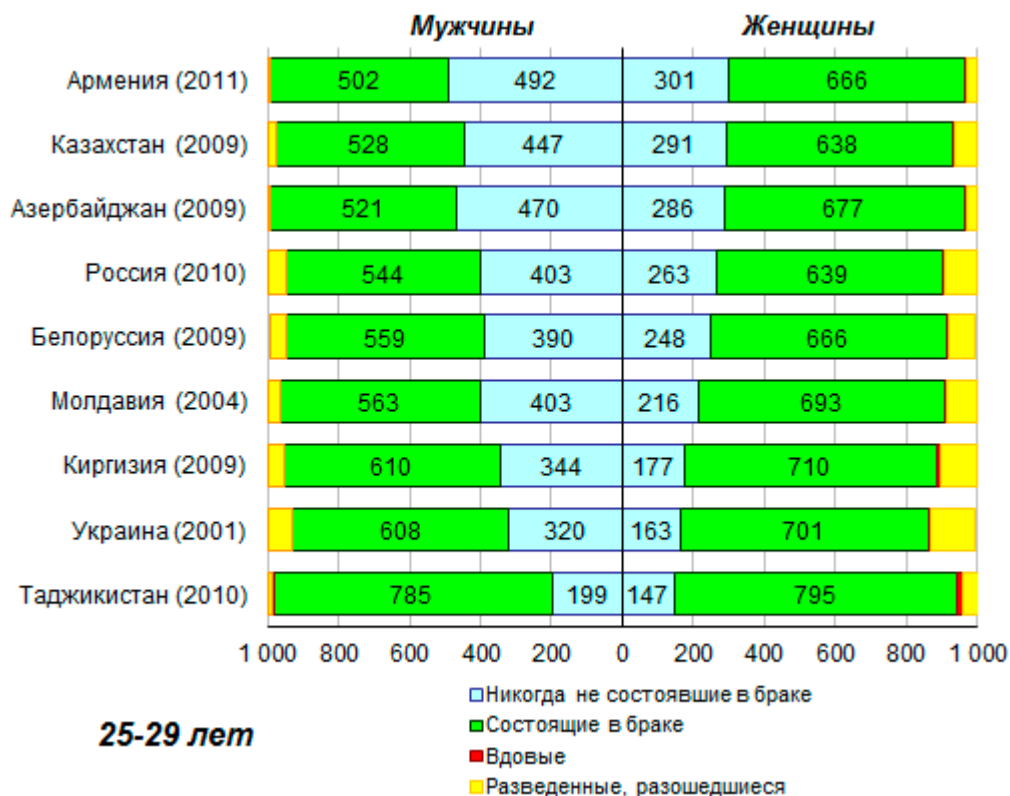 Мужчины Женщины
Армения (2011) 502 492 301 666
Казахстан (2009) 528 447 291 638
Азербайджан (2009) 521 470 286 677
Россия (2010) 544 403 263 639
Белоруссия (2009) 559 390 248 666
Молдавия (2004) 563 403 216 693
Киргизия (2009) 610 344 177 710
Украина (2001) 608 320 163 701
Таджикистан (2010) 785 199 147 795
1 000 800 600 400 200 0 200 400 600 800 1 000
Никогда не состоявшие в браке
25-29 лет
Состоящие в браке
Вдовые
Разведенные, разошедшиеся